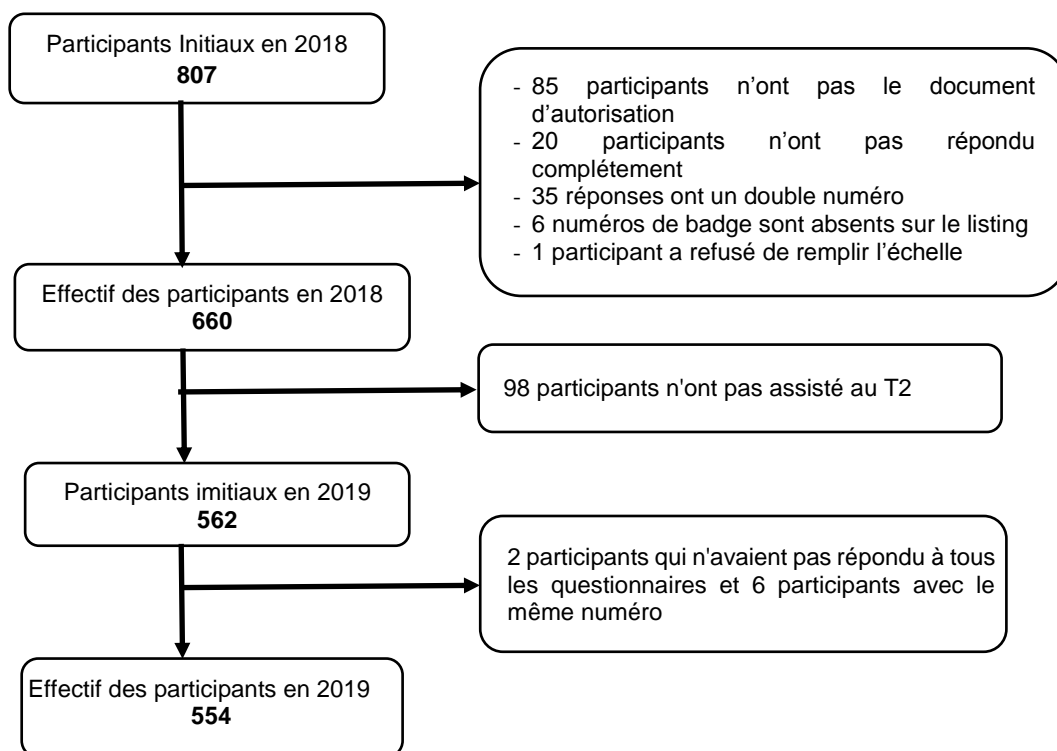 Participants Initiaux en 2018
807
- 85 participants n’ont pas le document
d’autorisation
- 20 participants n’ont pas répondu
complétement
- 35 réponses ont un double numéro
- 6 numéros de badge sont absents sur le listing
- 1 participant a refusé de remplir l’échelle
Effectif des participants en 2018
660
98 participants n'ont pas assisté au T2
Participants imitiaux en 2019
562
2 participants qui n'avaient pas répondu à tous
les questionnaires et 6 participants avec le
même numéro
Effectif des participants en 2019
554